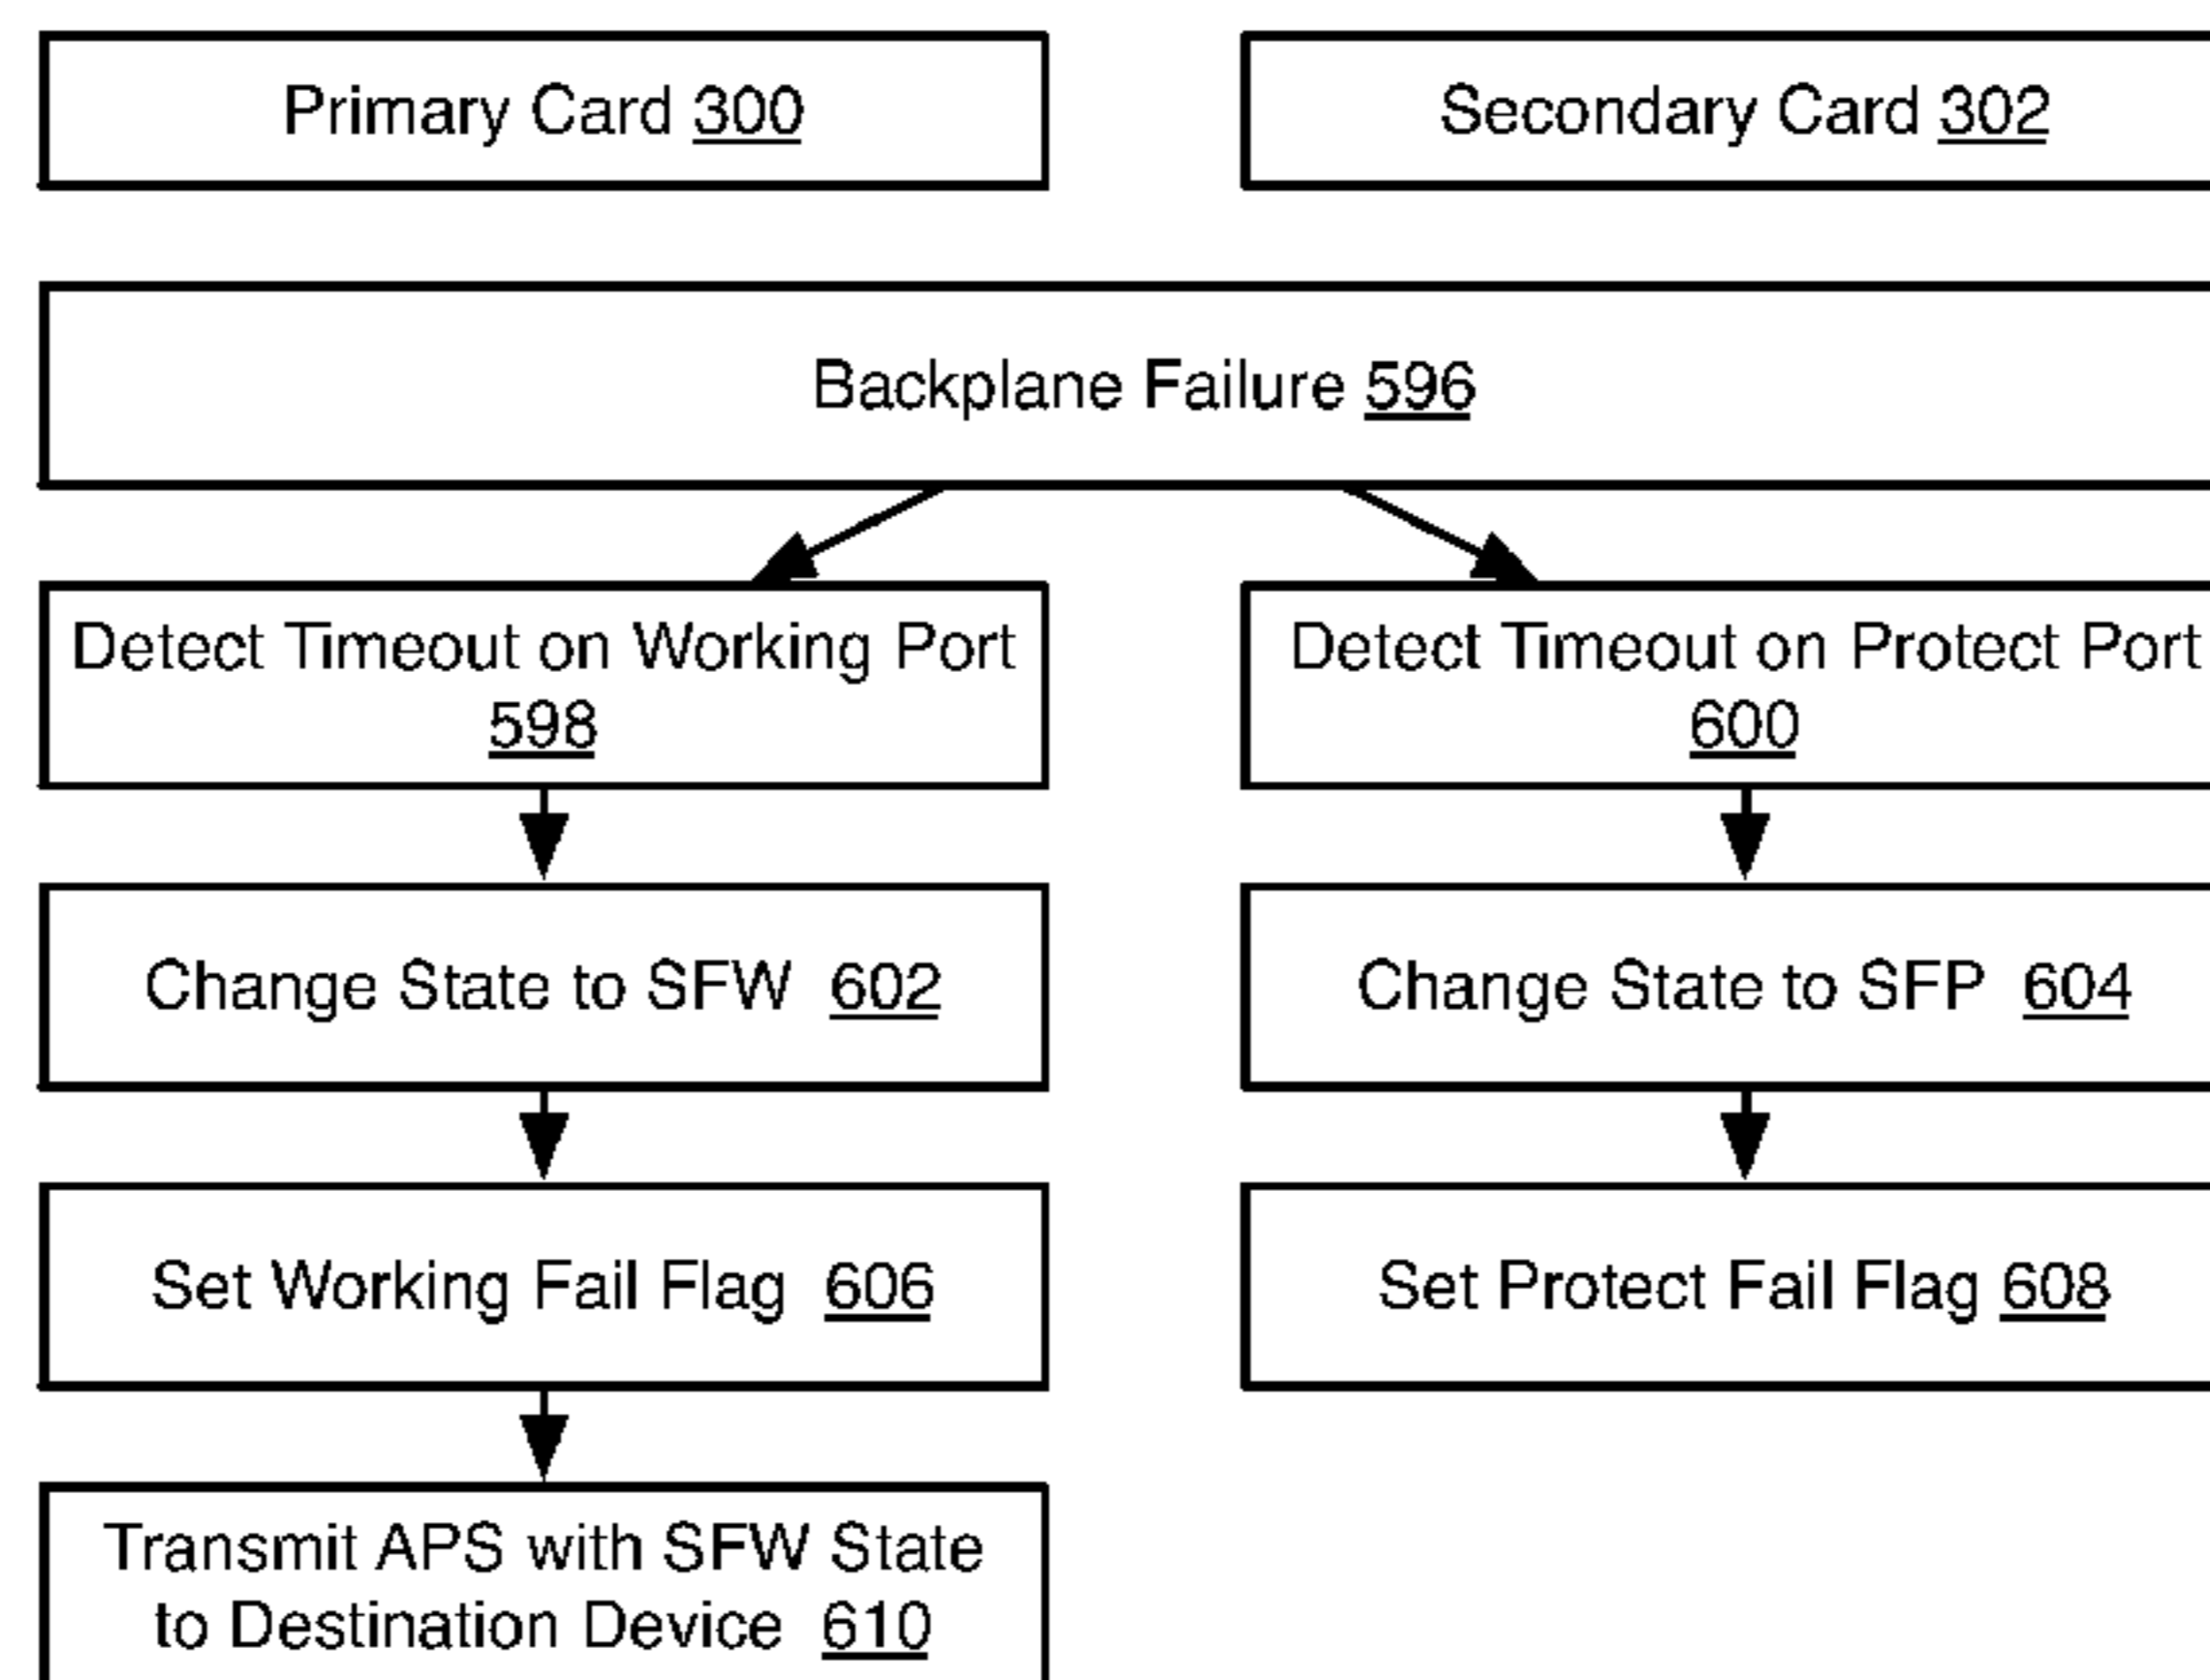 Primary Card 300
Secondary Card 302
Backplane Failure 596
Detect Timeout on Working Port
598
Detect Timeout on Protect Port
600
Change State to SFW 602
Change State to SFP 604
Set Working Fail Flag 606
Set Protect Fail Flag 608
Transmit APS with SFW State
to Destination Device 610